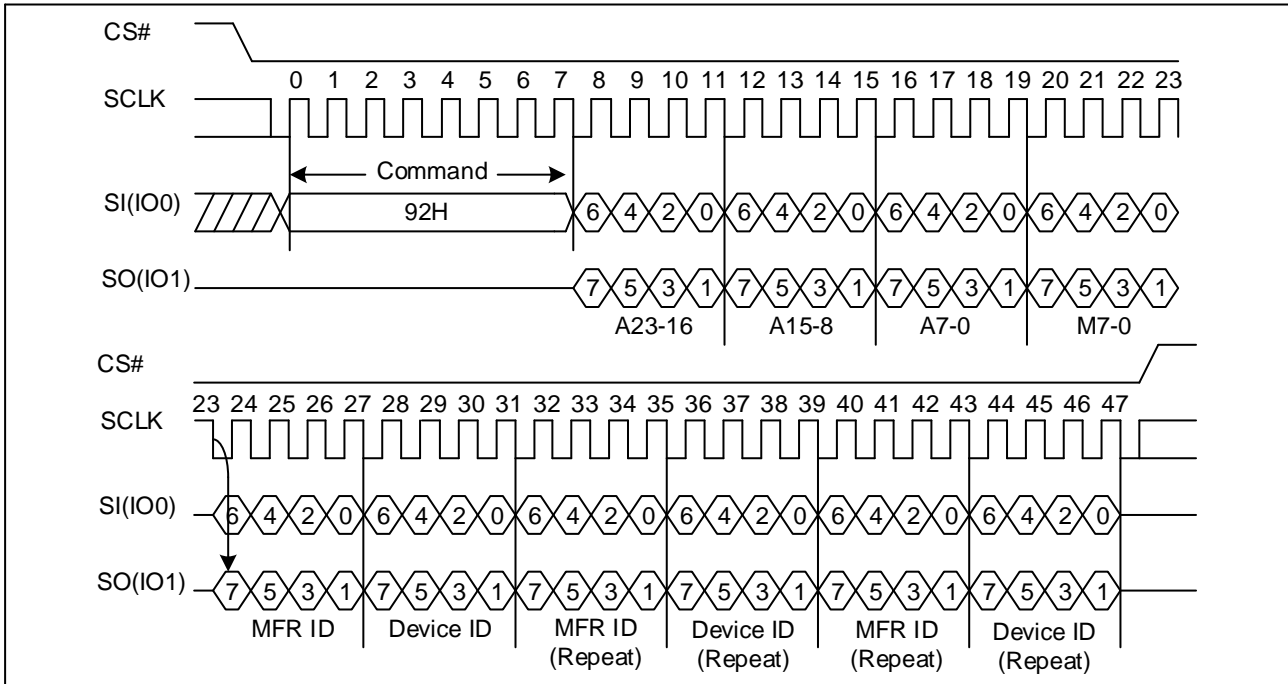 CS#
0 1 2 3 4 5 6 7 8 9 10 11 12 13 14 15 16 17 18 19 20 21 22 23
SCLK
Command
SI(IO0) 92H 6 4 2 0 6 4 2 0 6 4 2 0 6 4 2 0
SO(IO1) 7 5 3 1 7 5 3 1 7 5 3 1 7 5 3 1
A23-16 A15-8 A7-0 M7-0
CS#
23 24 25 26 27 28 29 30 31 32 33 34 35 36 37 38 39 40 41 42 43 44 45 46 47
SCLK
SI(IO0) 6 4 2 0 6 4 2 0 6 4 2 0 6 4 2 0 6 4 2 0 6 4 2 0
SO(IO1) 7 5 3 1 7 5 3 1 7 5 3 1 7 5 3 1 7 5 3 1 7 5 3 1
MFR ID Device ID MFR ID Device ID MFR ID Device ID
(Repeat) (Repeat) (Repeat) (Repeat)